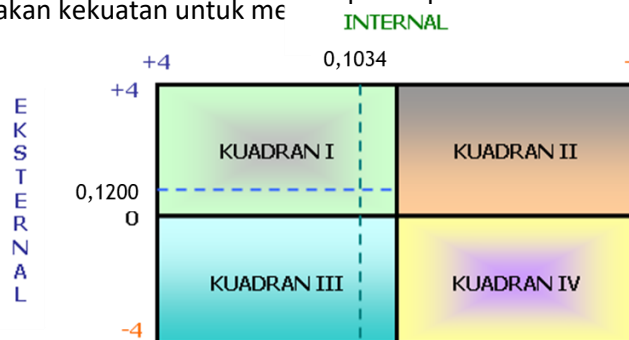 akan kekuatan untuk me
INTERNAL
+4 0,1034
+4
EKSTERNAL
KUADRAN I KUADRAN II
0,1200
0
KUADRAN III KUADRAN IV
-4